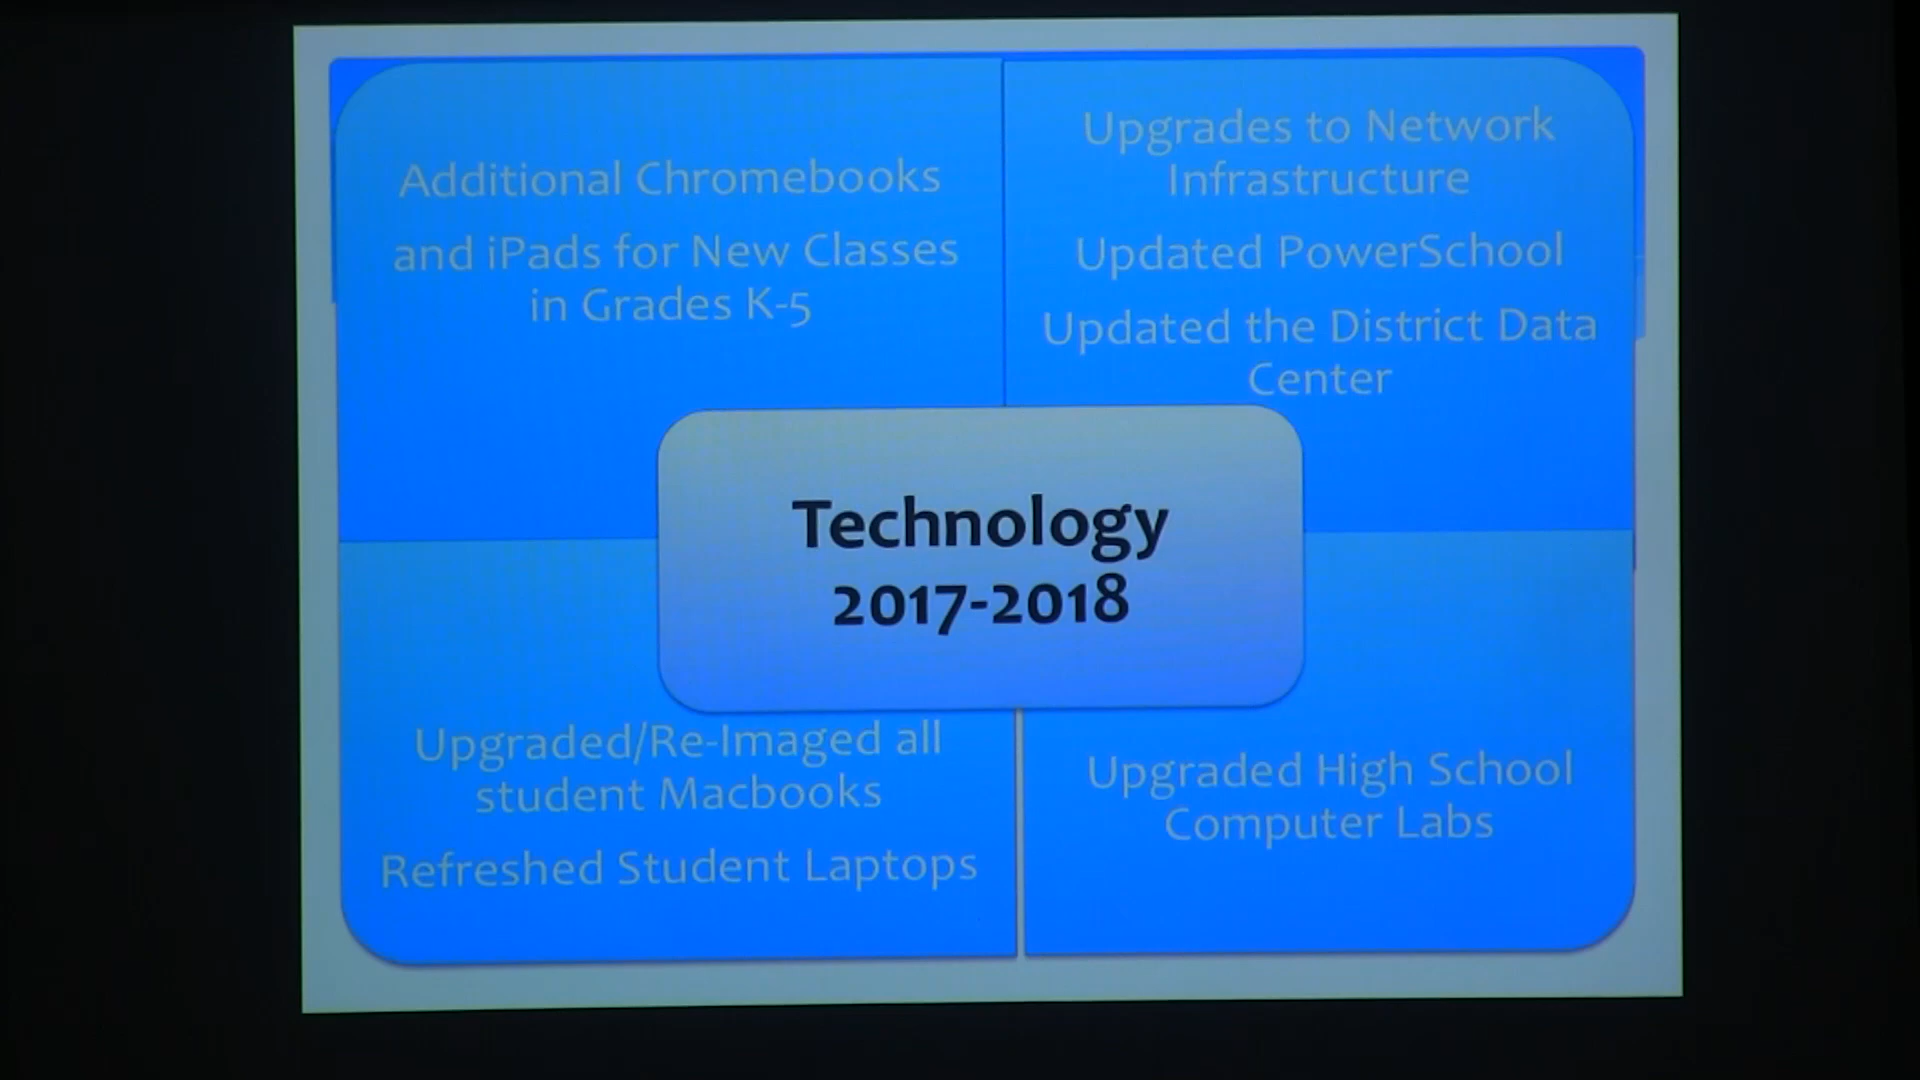 Additional Chromebooks
and iPads for New Classes
in Grades K-5
Upgrades to Network
Infrastructure
Updated PowerSchool
Updated the District Data
Center
Technology
2017-2018
Upgraded/Re-Imaged all
student Macbooks
Refreshed Student Laptops
Upgraded High School
Computer Labs